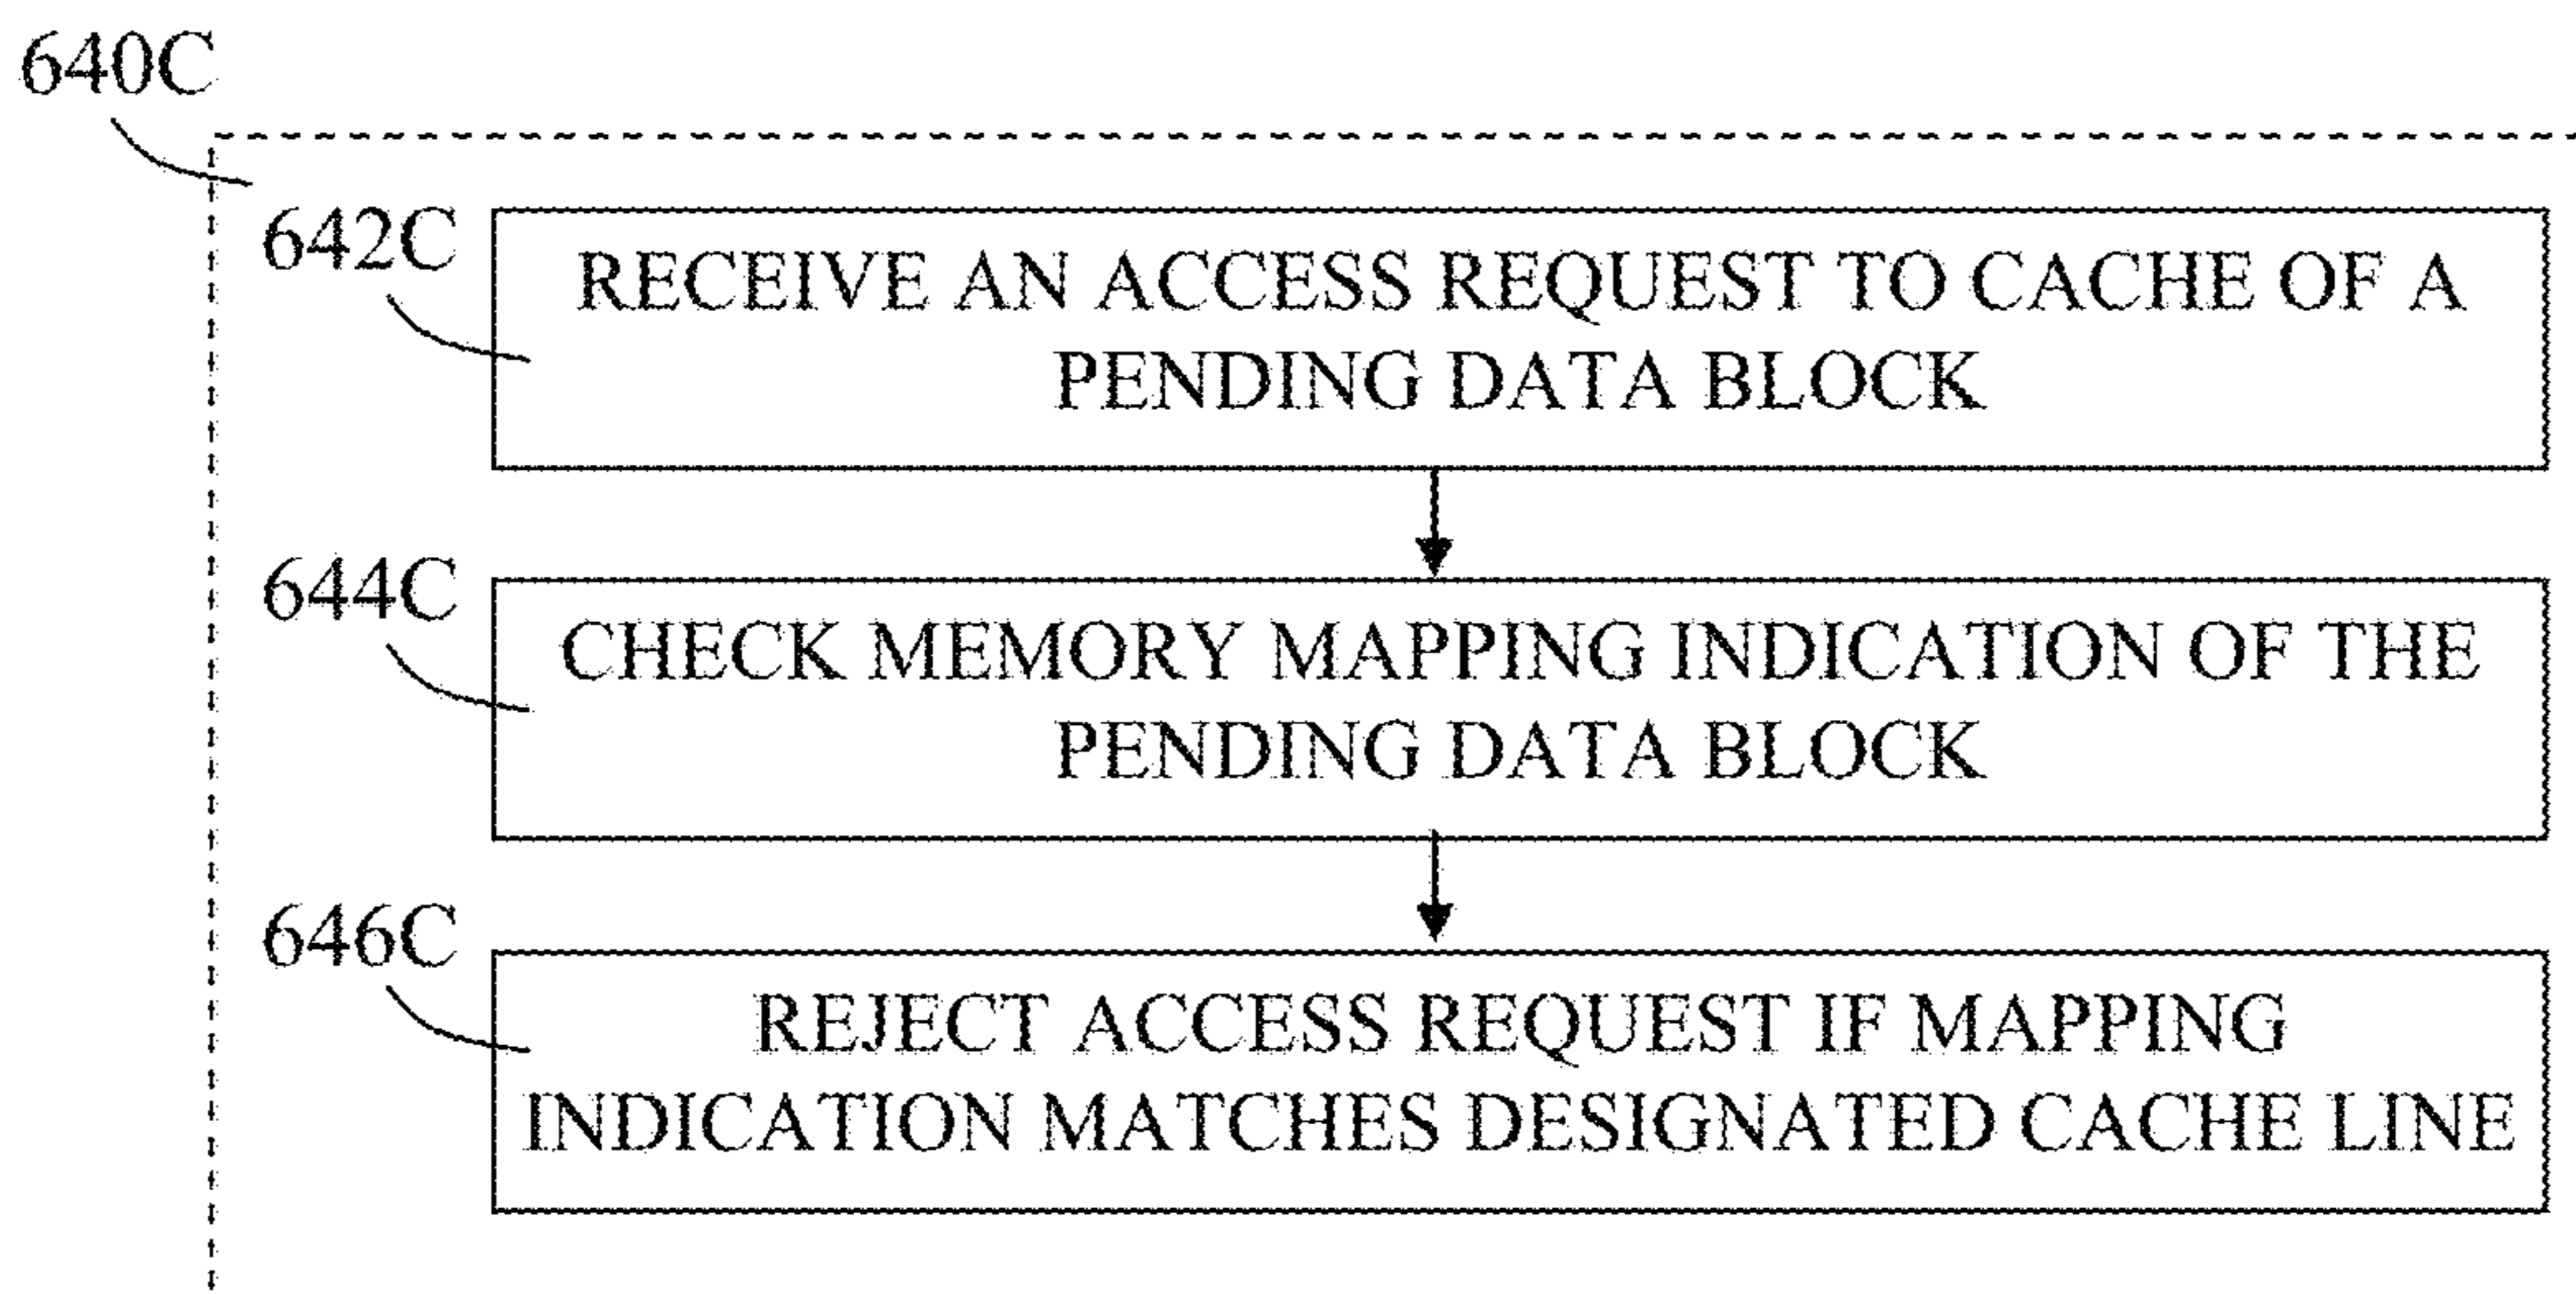 640C
642C
RECEIVE AN ACCESS REQUEST TO CACHE OF A
PENDING DATA BLOCK
644C
CHECK MEMORY MAPPING INDICATION OF THE
PENDING DATA BLOCK
646C
REJECT ACCESS REQUEST IF MAPPING
INDICATION MATCHES DESIGNATED CACHE LINE